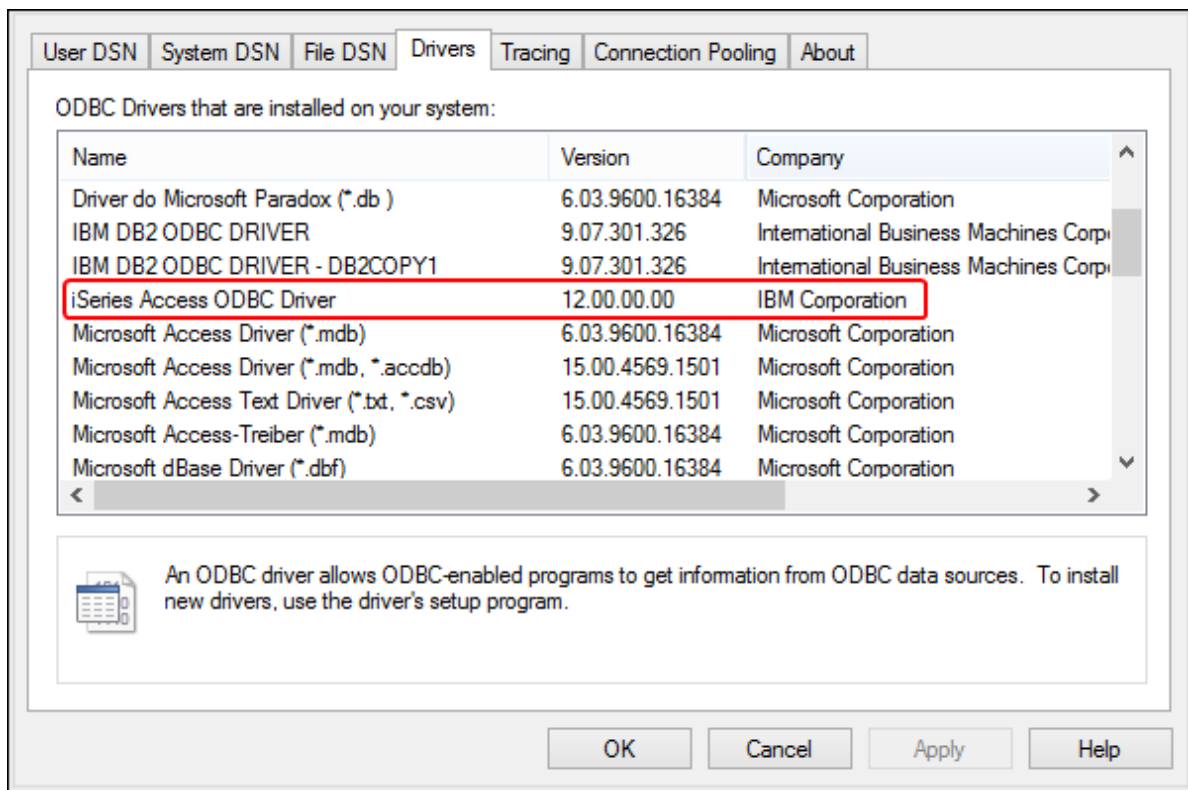 User DSN System DSN File DSN Drivers Tracing Connection Pooling About
ODBC Drivers that are installed on your system:
Name Version Company
Driver do Microsoft Paradox (*.db ) 6.03.9600.16384 Microsoft Corporation
IBM DB2 ODBC DRIVER 9.07.301.326 International Business Machines
IBM DB2 ODBC DRIVER - DB2COPY1 9.07.301.326 International Business Machines
iSeries Access ODBC Driver 12.00.00.00 IBM Corporation
Microsoft Access Driver (*.mdb) 6.03.9600.16384 Microsoft Corporation
Microsoft Access Driver (*.mdb, *.accdb) 15.00.4569.1501 Microsoft Corporation
Microsoft Access Text Driver (*.txt, *.csv) 15.00.4569.1501 Microsoft Corporation
Microsoft Access-Treiber (*.mdb) 6.03.9600.16384 Microsoft Corporation
Microsoft dBase Driver (*.dbf) 6.03.9600.16384 Microsoft Corporation
An ODBC driver allows ODBC-enabled programs to get information from ODBC data sources. To install
new drivers, use the driver's setup program.
OK Cancel Apply Help